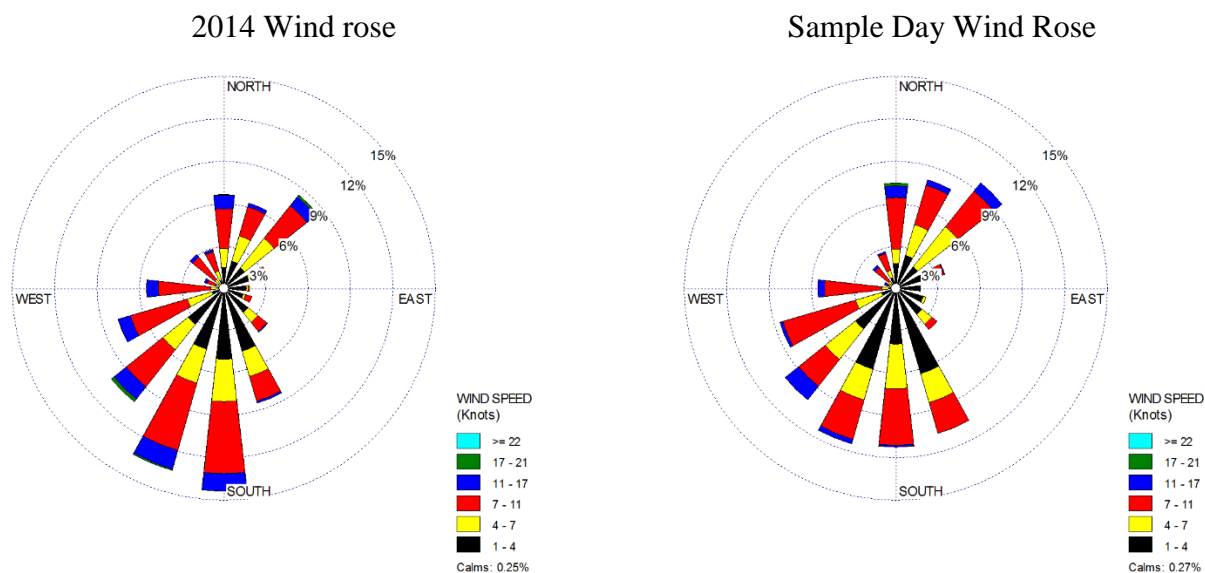 2014 Wind rose
NORTH
15%
12%
9%
6%
3%
WEST
EAST
SOUTH
WIND SPEED
(Knots)
>= 22
17 - 21
11 - 17
7 - 11
4 - 7
1 - 4
Calms: 0.25%
Sample Day Wind Rose
NORTH
15%
12%
9%
6%
3%
WEST
EAST
SOUTH
WIND SPEED
(Knots)
>= 22
17 - 21
11 - 17
7 - 11
4 - 7
1 - 4
Calms: 0.27%